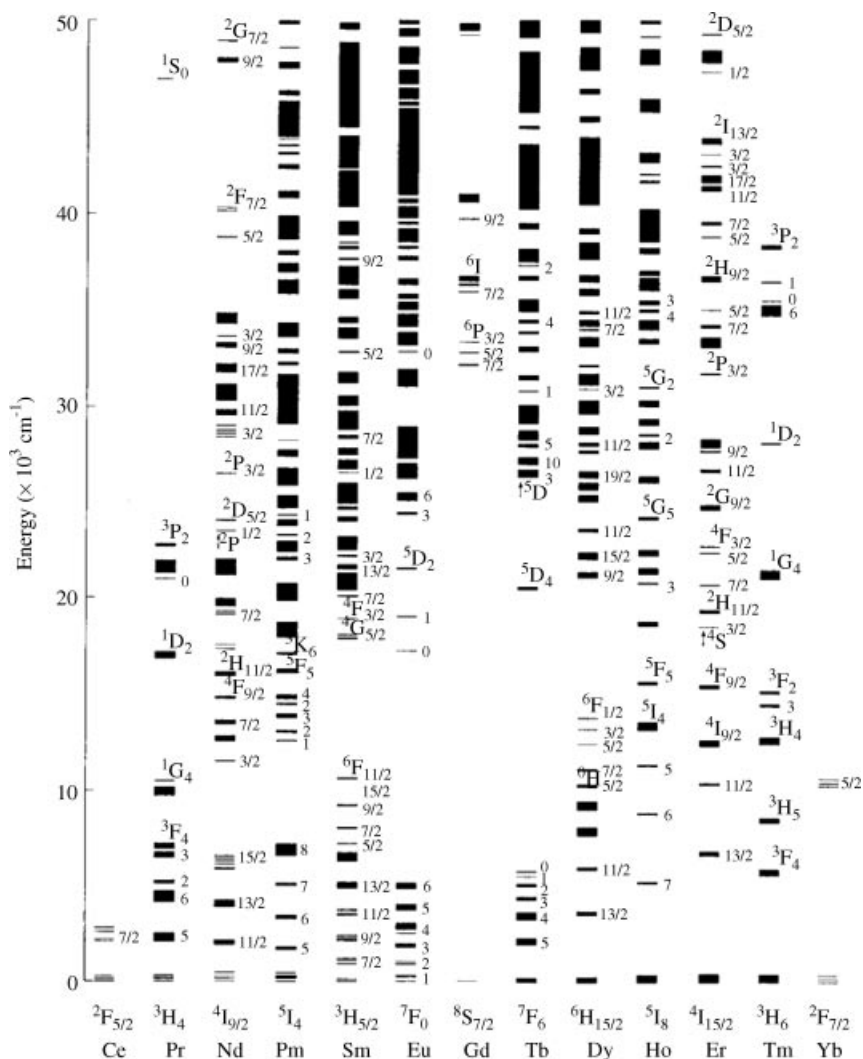 Energy (× 10³ cm⁻¹)
50
40
30
20
10
0
¹S₀
³P₂
0
¹D₂
¹G₄
³F₄
3
2
6
5
7/2
²G7/2
9/2
²F7/2
5/2
3/2
9/2
17/2
11/2
3/2
²P3/2
²D5/2
1/2
²P
7/2
²H11/2
⁴F9/2
7/2
3/2
15/2
13/2
11/2
1
2
3
⁵K₆
⁵F₅
4
2
3
2
1
8
7
6
5
9/2
5/2
7/2
1/2
3/2
13/2
7/2
⁴F3/2
⁴G5/2
⁶F11/2
15/2
9/2
7/2
5/2
13/2
11/2
9/2
7/2
0
6
3
⁵D₂
1
0
6
5
4
3
2
1
9/2
⁶I
7/2
⁶P3/2
5/2
7/2
2
4
1
5
10
3
↑⁵D
⁵D₄
0
1
2
3
4
5
11/2
7/2
3/2
11/2
19/2
11/2
15/2
9/2
⁶F1/2
3/2
5/2
7/2
5/2
11/2
13/2
3
4
⁵G₂
2
⁵G₅
3
⁵F₅
⁵I₄
5
6
7
²D5/2
1/2
²I13/2
3/2
3/2
17/2
11/2
7/2
5/2
²H9/2
5/2
7/2
²P3/2
9/2
11/2
²G9/2
⁴F3/2
5/2
7/2
²H11/2
3/2
↑⁴S
⁴F9/2
⁴I9/2
11/2
13/2
³P₂
1
0
6
¹D₂
¹G₄
³F₂
3
³H₄
³H₅
³F₄
5/2
²F5/2 ³H₄ ⁴I9/2 ⁵I₄ ³H5/2 ⁷F₀ ⁸S7/2 ⁷F₆ ⁶H15/2 ⁵I₈ ⁴I15/2 ³H₆ ²F7/2
Ce Pr Nd Pm Sm Eu Gd Tb Dy Ho Er Tm Yb